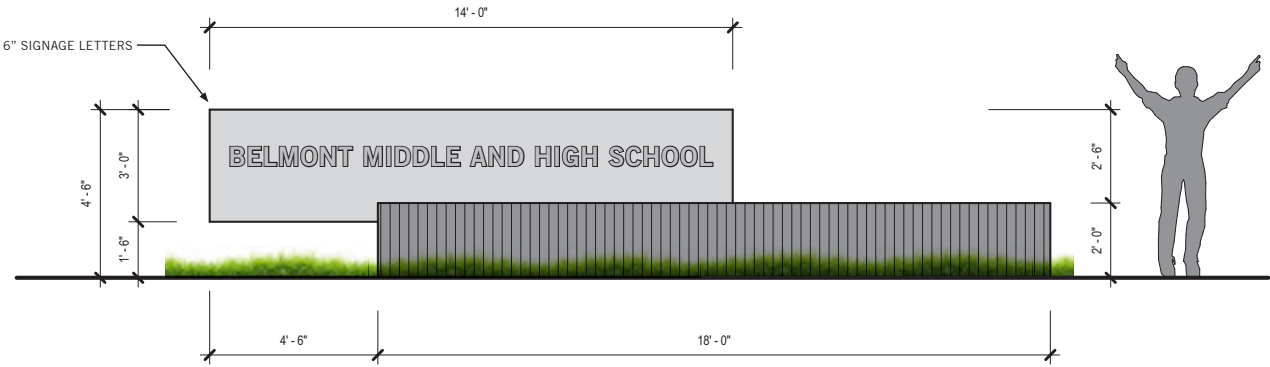 14' - 0"
6” SIGNAGE LETTERS
BELMONT MIDDLE AND HIGH SCHOOL
4' - 6"
3' - 0"
1' - 6"
2' - 6"
2' - 0"
4' - 6"
18' - 0"